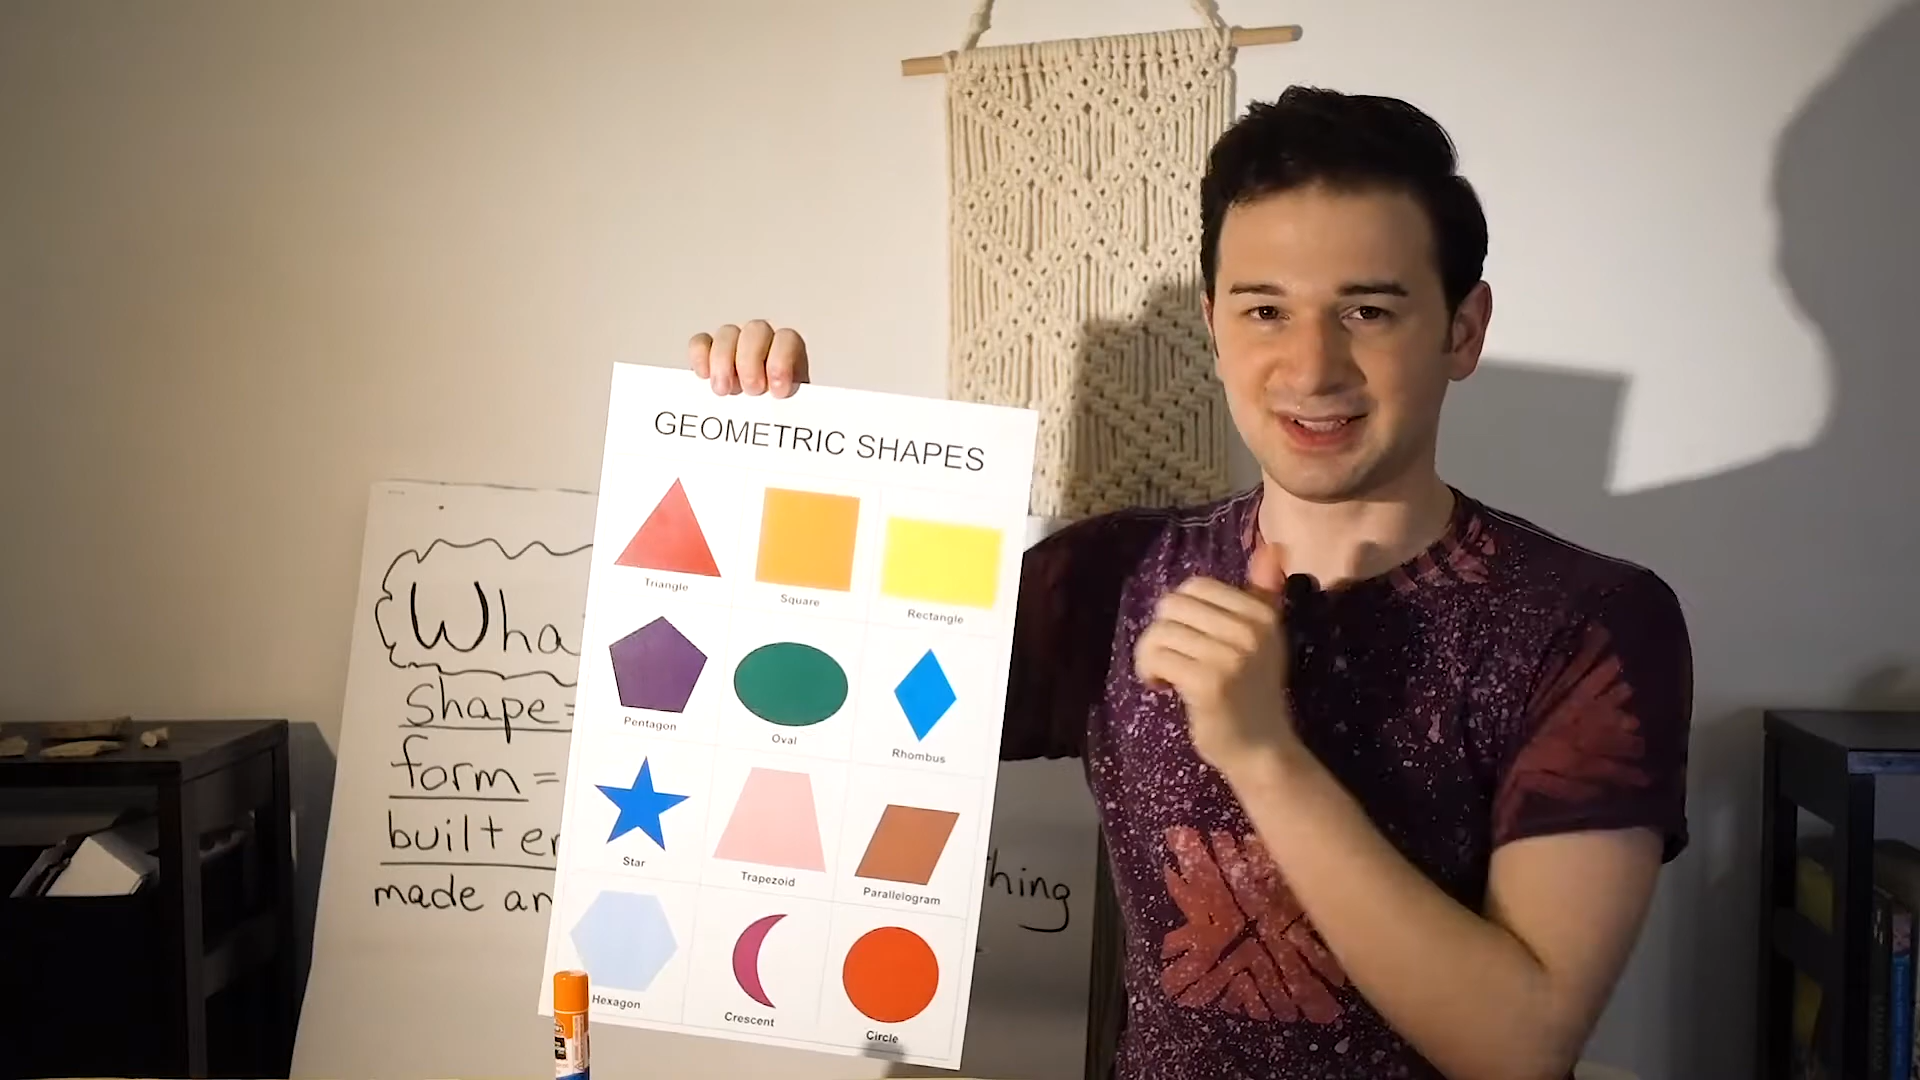 GEOMETRIC SHAPES
Triangle
Square
Rectangle
Pentagon
Oval
Rhombus
Star
Trapezoid
Parallelogram
Hexagon
Crescent
Circle
Wha
shape=
form =
built er
made an
thing